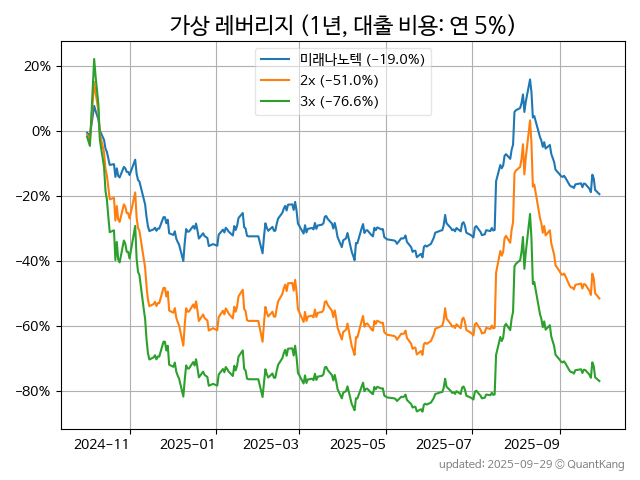 가상 레버리지 (1년, 대출 비용: 연 5%)
미래나노텍 (-19.0%)
2x (-51.0%)
3x (-76.6%)
20%
0%
-20%
-40%
-60%
-80%
2024-11 2025-01 2025-03 2025-05 2025-07 2025-09
updated: 2025-09-29 © QuantKang